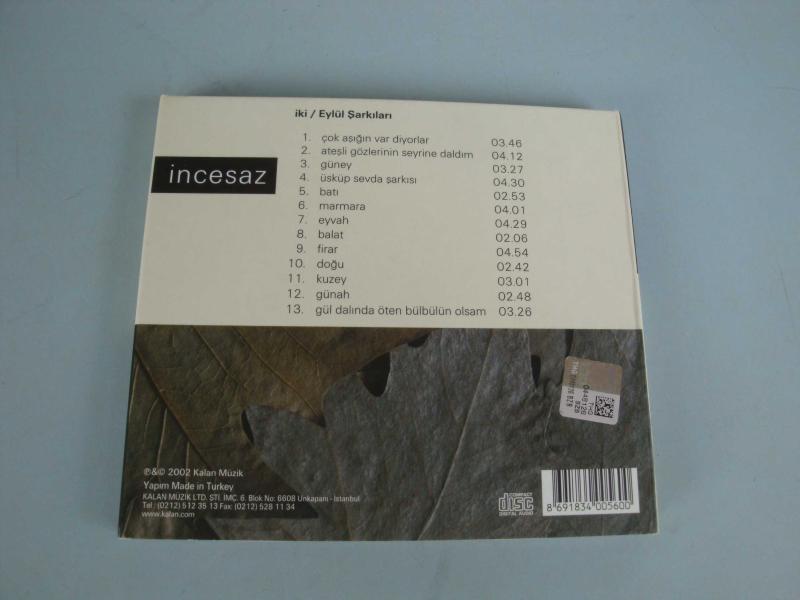 iki / Eylül Şarkıları
incesaz
1. çok aşığın var diyorlar 03.46
2. ateşli gözlerinin seyrine daldım 04.12
3. güney 03.27
4. üsküp sevda şarkısı 04.30
5. batı 02.53
6. marmara 04.01
7. eyvah 04.29
8. balat 02.06
9. firar 04.54
10. doğu 02.42
11. kuzey 03.01
12. günah 02.48
13. gül dalında öten bülbülün olsam 03.26
℗&© 2002 Kalan Müzik
Yapım Made in Turkey
KALAN MÜZİK LTD. ŞTİ. İMÇ. 6. Blok No: 6608 Unkapanı - İstanbul
Tel.: (0212) 512 35 13 Fax: (0212) 528 11 34
www.kalan.com
COMPACT
disc
DIGITAL AUDIO
8 691834 005600